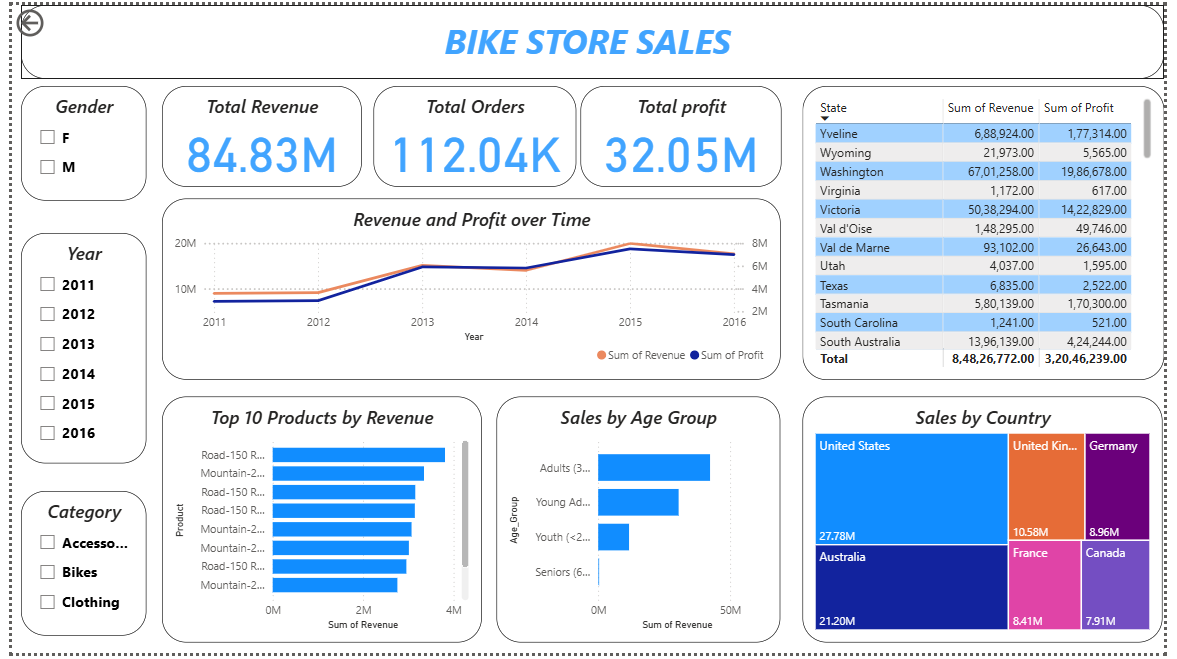 BIKE STORE SALES
Gender
F
M
Year
2011
2012
2013
2014
2015
2016
Category
Accesso...
Bikes
Clothing
Total Revenue
84.83M
Total Orders
112.04K
Total profit
32.05M
Revenue and Profit over Time
20M
10M
8M
6M
4M
2M
2011 2012 2013 2014 2015 2016
Year
Sum of Revenue Sum of Profit
State Sum of Revenue Sum of Profit
Yveline 6,88,924.00 1,77,314.00
Wyoming 21,973.00 5,565.00
Washington 67,01,258.00 19,86,678.00
Virginia 1,172.00 617.00
Victoria 50,38,294.00 14,22,829.00
Val d'Oise 1,48,295.00 49,746.00
Val de Marne 93,102.00 26,643.00
Utah 4,037.00 1,595.00
Texas 6,835.00 2,522.00
Tasmania 5,80,139.00 1,70,300.00
South Carolina 1,241.00 521.00
South Australia 13,96,139.00 4,24,244.00
Total 8,48,26,772.00 3,20,46,239.00
Top 10 Products by Revenue
Product
Road-150 R...
Mountain-2...
Road-150 R...
Road-150 R...
Mountain-2...
Mountain-2...
Road-150 R...
Mountain-2...
0M 2M 4M
Sum of Revenue
Sales by Age Group
Age_Group
Adults (3...
Young Ad...
Youth (<2...
Seniors (6...
0M 50M
Sum of Revenue
Sales by Country
United States
27.78M
Australia
21.20M
United Kin...
10.58M
Germany
8.96M
France
8.41M
Canada
7.91M